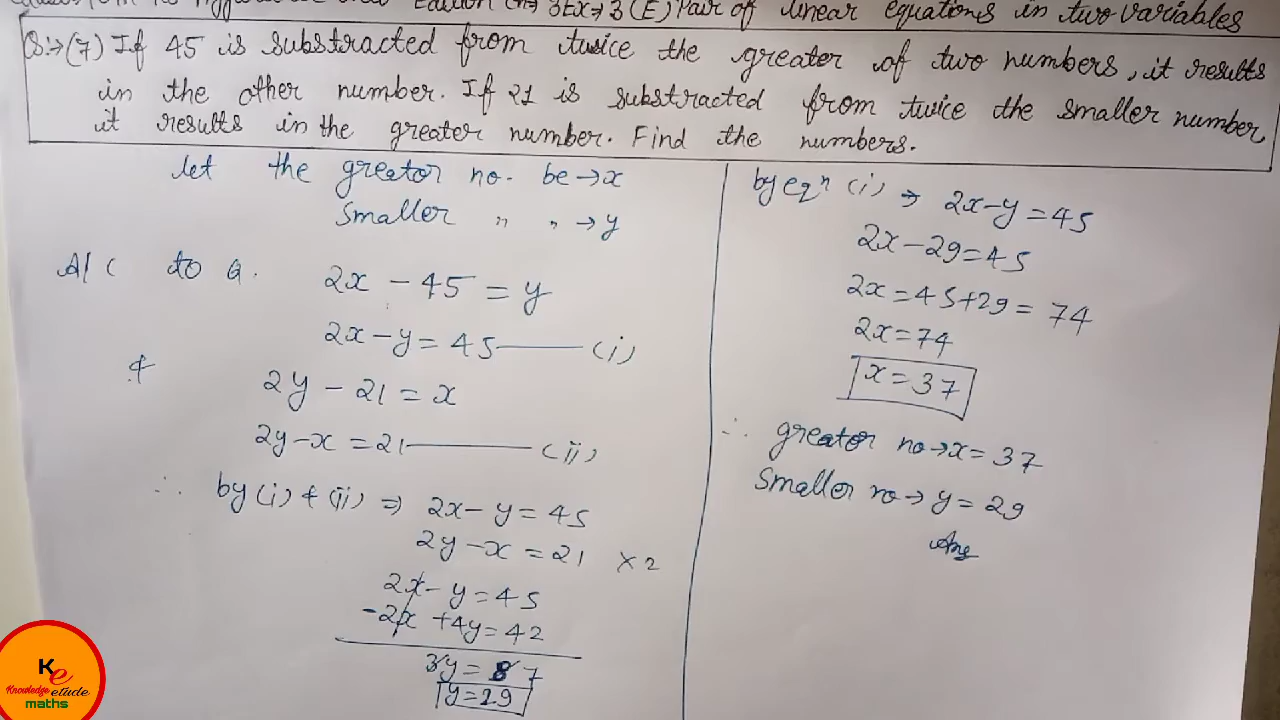 Edition (n) ⇒ 3 Ex ⇒ 3 (E) Pair of linear equations in two variables
Q:→(7) If 45 is substracted from twice the greater of two numbers, it results
in the other number. If 21 is substracted from twice the smaller number
it results in the greater number. Find the numbers.
let the greator no. be → x
Smaller " " → y
A/c to Q. 2x - 45 = y
2x - y = 45 —— (i)
& 2y - 21 = x
2y - x = 21 —— (ii)
∴ by (i) & (ii) ⇒ 2x - y = 45
2y - x = 21 × 2
2x - y = 45
-2x + 4y = 42
3y = 87
y = 29
by eqn (i) ⇒ 2x - y = 45
2x - 29 = 45
2x = 45 + 29 = 74
2x = 74
x = 37
∴ greator no → x = 37
Smaller no → y = 29
Ans
Ke
Knowledge etude
maths